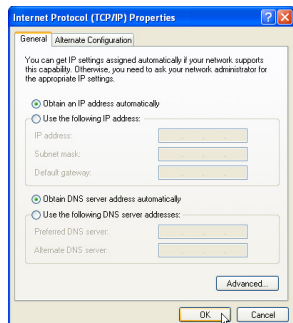 Internet Protocol (TCP/IP) Properties
General Alternate Configuration
You can get IP settings assigned automatically if your network supports
this capability. Otherwise, you need to ask your network administrator for
the appropriate IP settings.
Obtain an IP address automatically
Use the following IP address:
IP address:
Subnet mask:
Default gateway:
Obtain DNS server address automatically
Use the following DNS server addresses:
Preferred DNS server:
Alternate DNS server:
Advanced...
OK Cancel